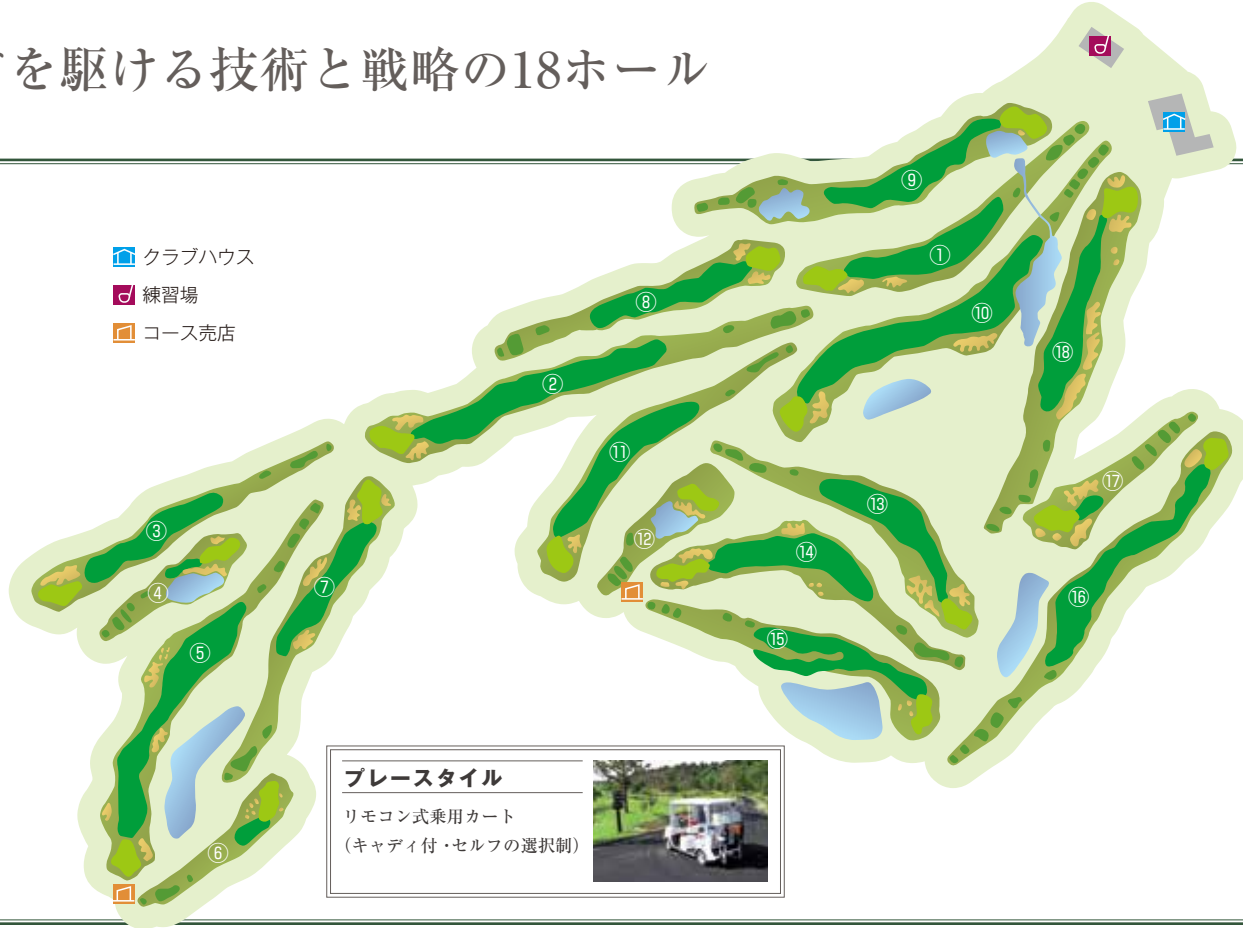 を駆ける技術と戦略の18ホール
クラブハウス
練習場
コース売店
⑨
①
⑧
⑩
②
⑱
⑪
⑰
③
⑬
⑫
⑭
④
⑦
⑯
⑮
⑤
⑥
プレースタイル
リモコン式乗用カート
(キャディ付・セルフの選択制)